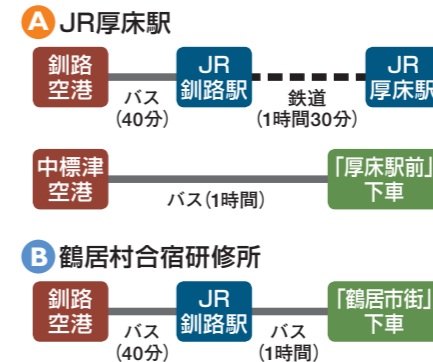 A JR厚床駅
釧路
空港
バス
(40分)
JR
釧路駅
鉄道
(1時間30分)
JR
厚床駅
中標津
空港
バス(1時間)
「厚床駅前」
下車
B 鶴居村合宿研修所
釧路
空港
バス
(40分)
JR
釧路駅
バス
(1時間)
「鶴居市街」
下車